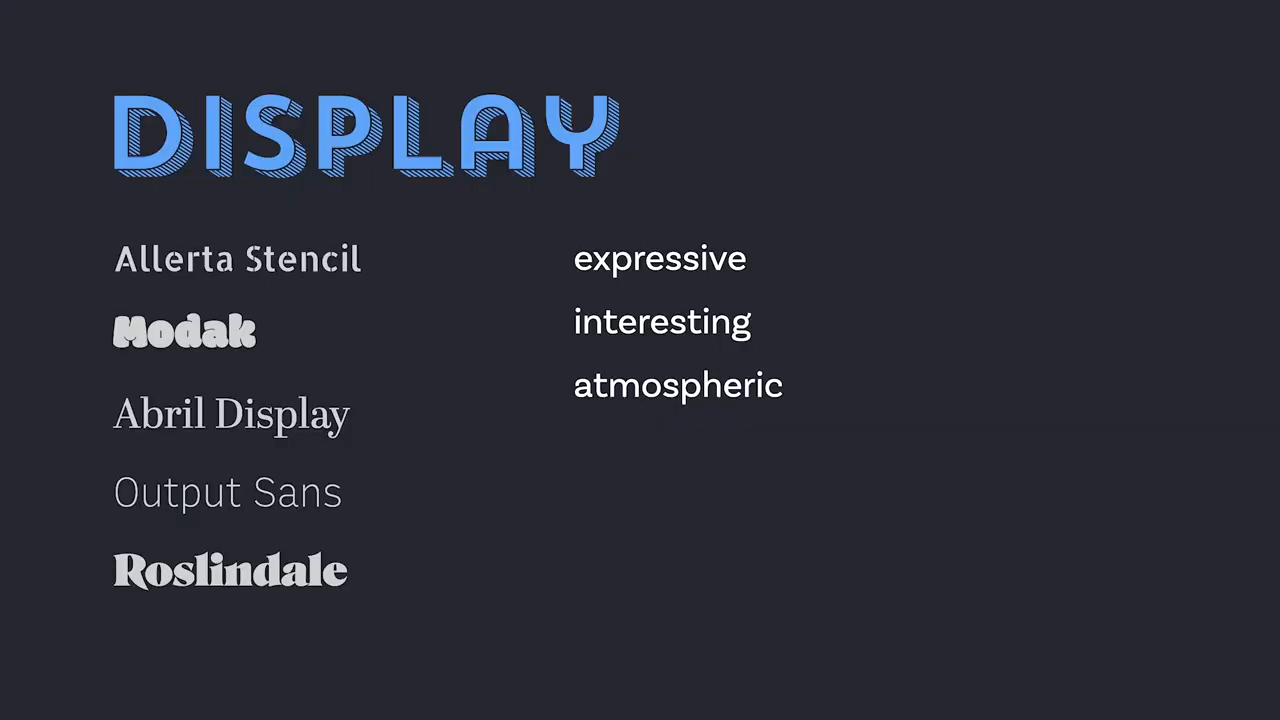 DISPLAY
Allerta Stencil
Modak
Abril Display
Output Sans
Roslindale
expressive
interesting
atmospheric